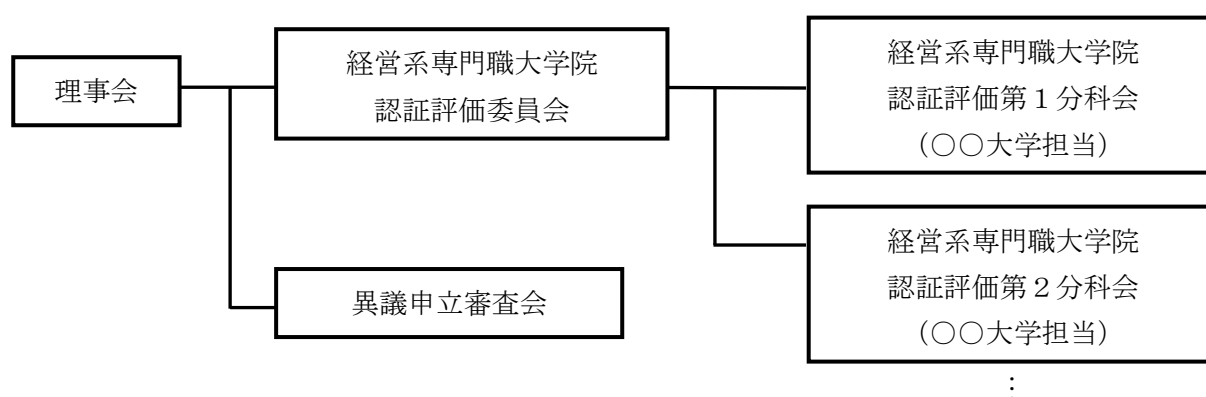 理事会
経営系専門職大学院
認証評価委員会
異議申立審査会
経営系専門職大学院
認証評価第１分科会
（○○大学担当）
経営系専門職大学院
認証評価第２分科会
（○○大学担当）
：